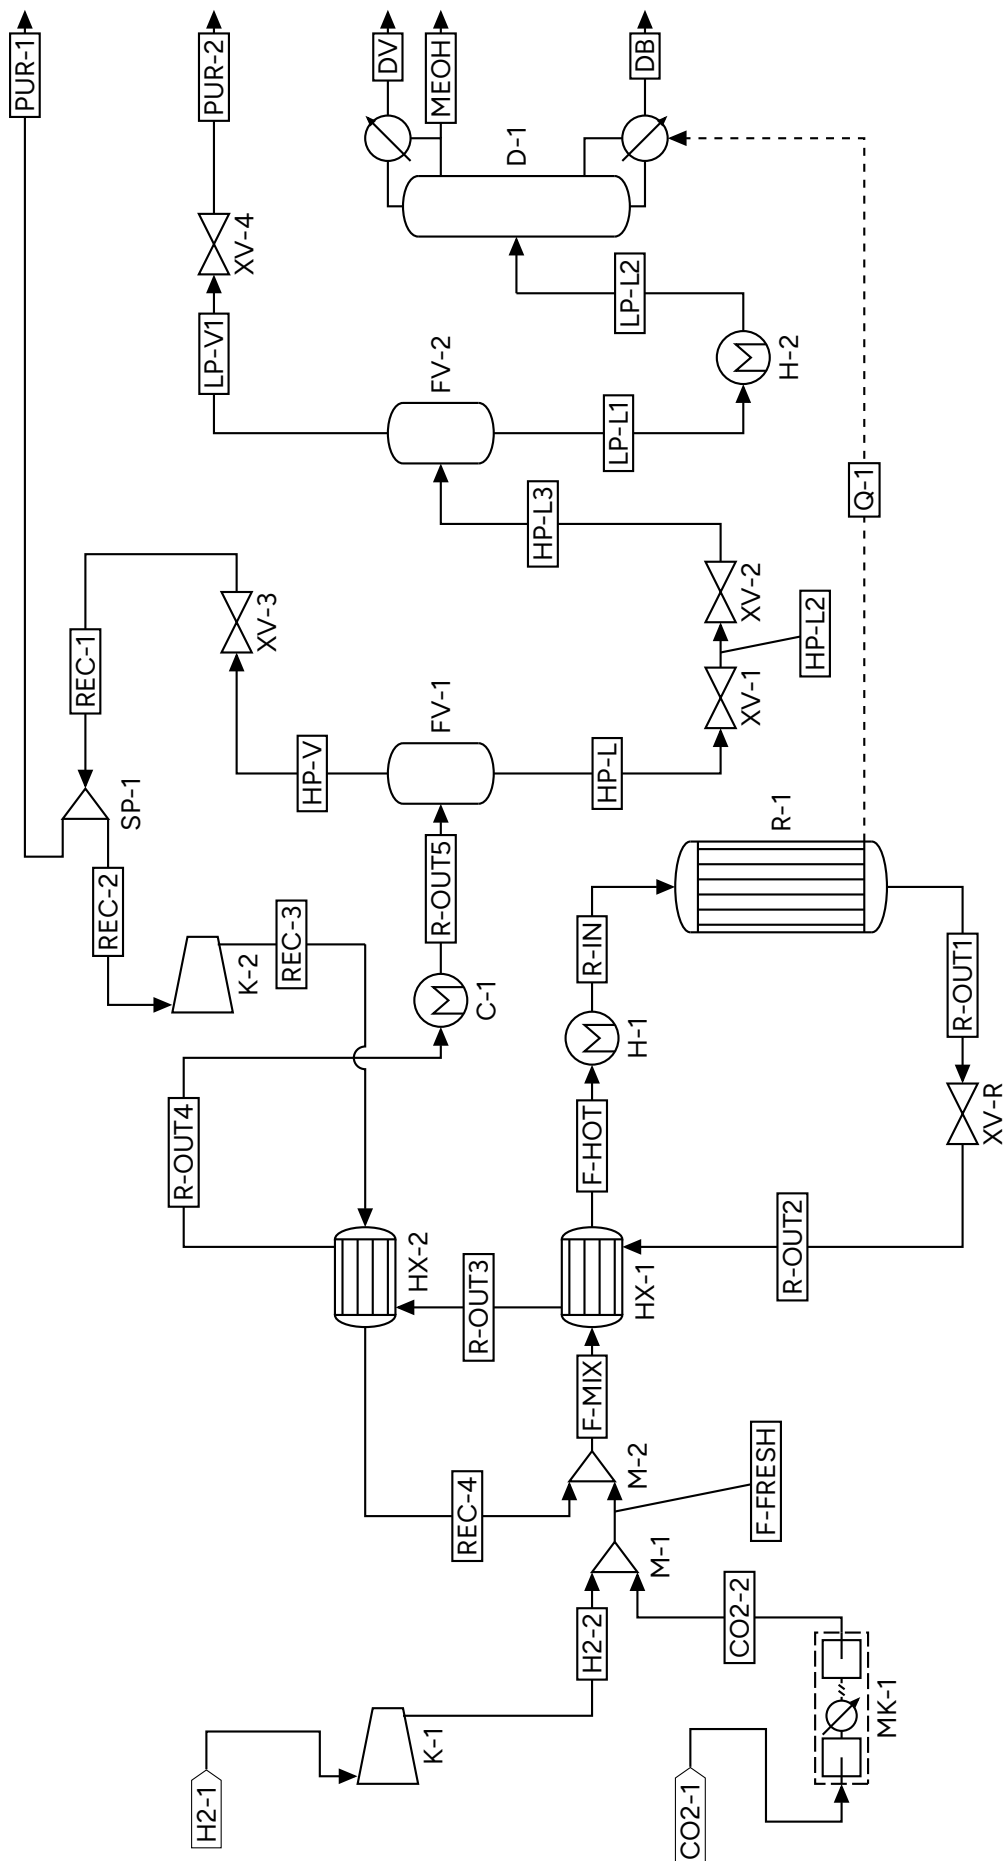 H2-1
K-1
H2-2
CO2-1
MK-1
CO2-2
M-1
F-FRESH
M-2
REC-4
F-MIX
HX-1
HX-2
R-OUT3
R-OUT2
R-OUT4
F-HOT
H-1
R-IN
R-1
R-OUT1
XV-R
C-1
R-OUT5
REC-3
K-2
REC-2
SP-1
REC-1
PUR-1
XV-3
HP-V
FV-1
HP-L
XV-1
HP-L2
XV-2
HP-L3
FV-2
LP-V1
XV-4
PUR-2
LP-L1
H-2
LP-L2
D-1
DV
MEOH
DB
Q-1